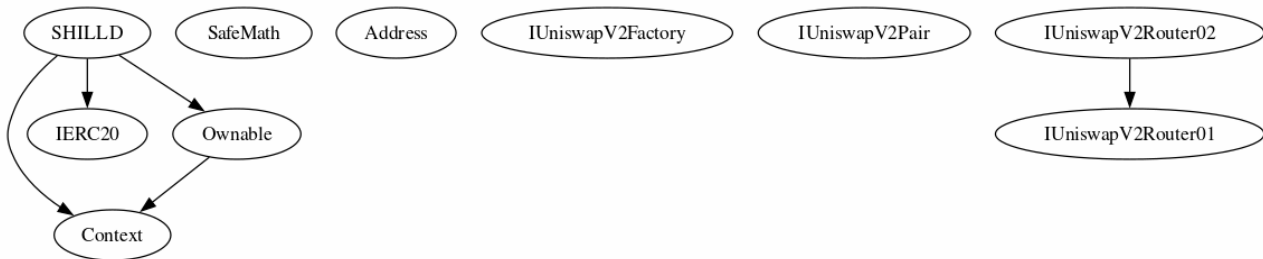 SHILLD
SafeMath
Address
IUniswapV2Factory
IUniswapV2Pair
IUniswapV2Router02
IERC20
Ownable
IUniswapV2Router01
Context